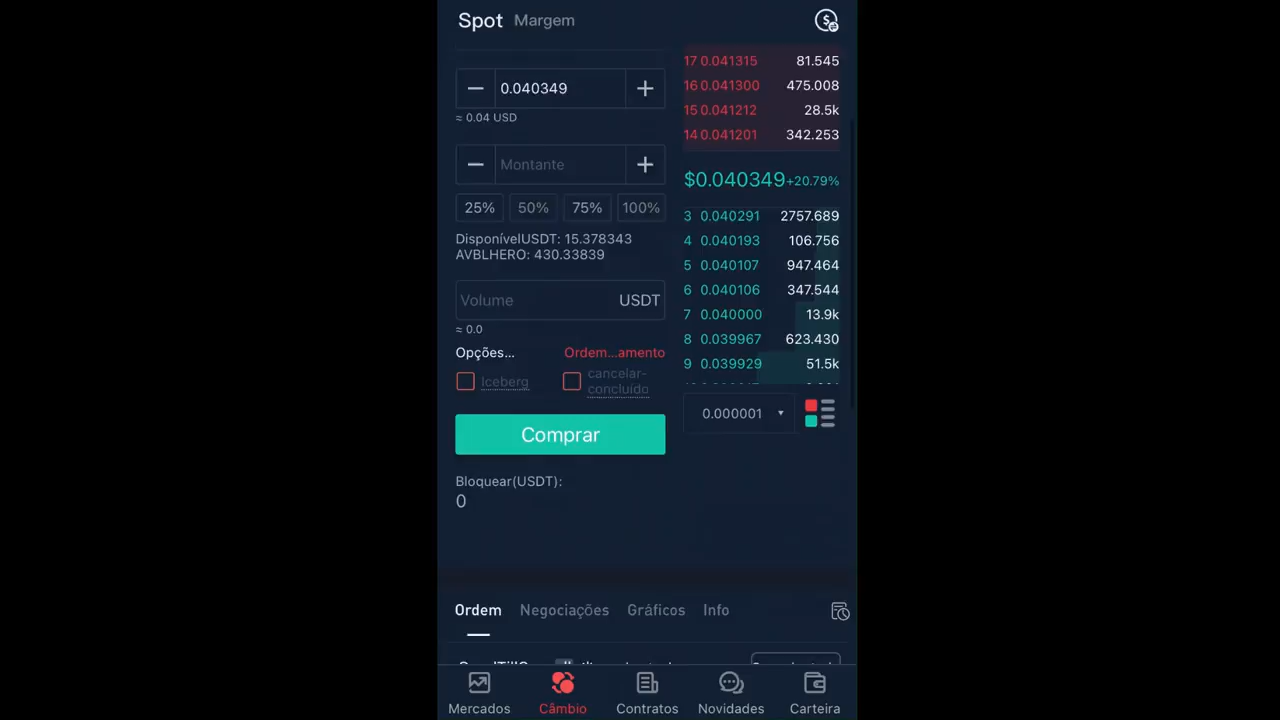 Spot Margem
0.040349
≈ 0.04 USD
Montante
25% 50% 75% 100%
DisponívelUSDT: 15.378343
AVBLHERO: 430.33839
Volume USDT
≈ 0.0
Opções... Ordem...amento
Iceberg cancelar-
concluído
Comprar
Bloquear(USDT):
0
17 0.041315 81.545
16 0.041300 475.008
15 0.041212 28.5k
14 0.041201 342.253
$0.040349 +20.79%
3 0.040291 2757.689
4 0.040193 106.756
5 0.040107 947.464
6 0.040106 347.544
7 0.040000 13.9k
8 0.039967 623.430
9 0.039929 51.5k
0.000001
Ordem Negociações Gráficos Info
Mercados Câmbio Contratos Novidades Carteira